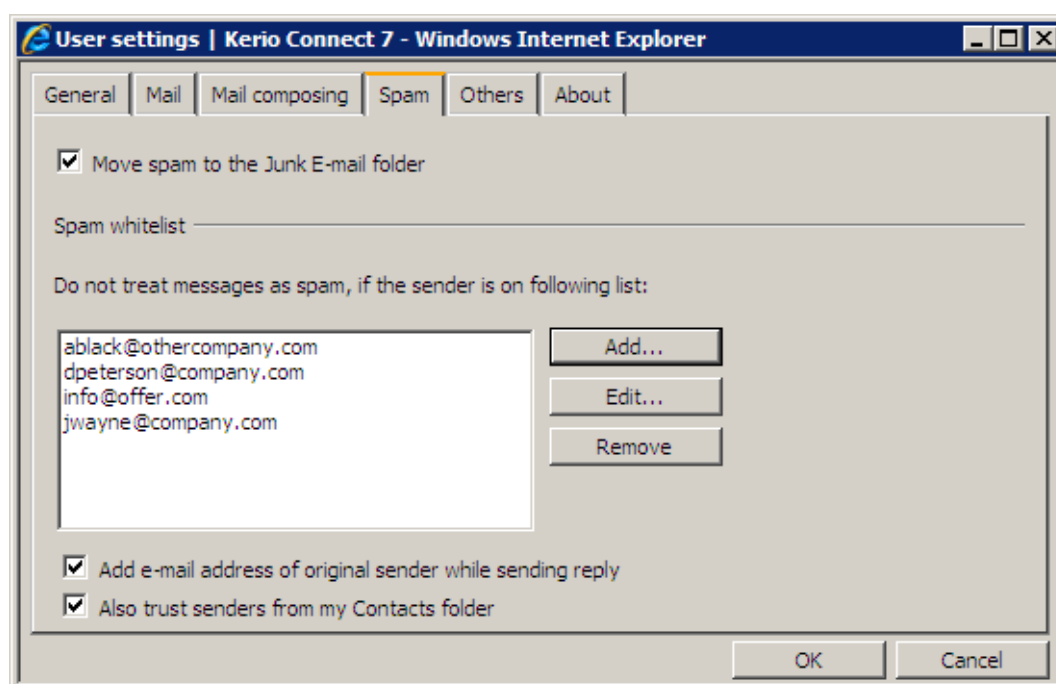 User settings | Kerio Connect 7 - Windows Internet Explorer
General Mail Mail composing Spam Others About
Move spam to the Junk E-mail folder
Spam whitelist
Do not treat messages as spam, if the sender is on following list:
ablack@othercompany.com
dpeterson@company.com
info@offer.com
jwayne@company.com
Add...
Edit...
Remove
Add e-mail address of original sender while sending reply
Also trust senders from my Contacts folder
OK Cancel